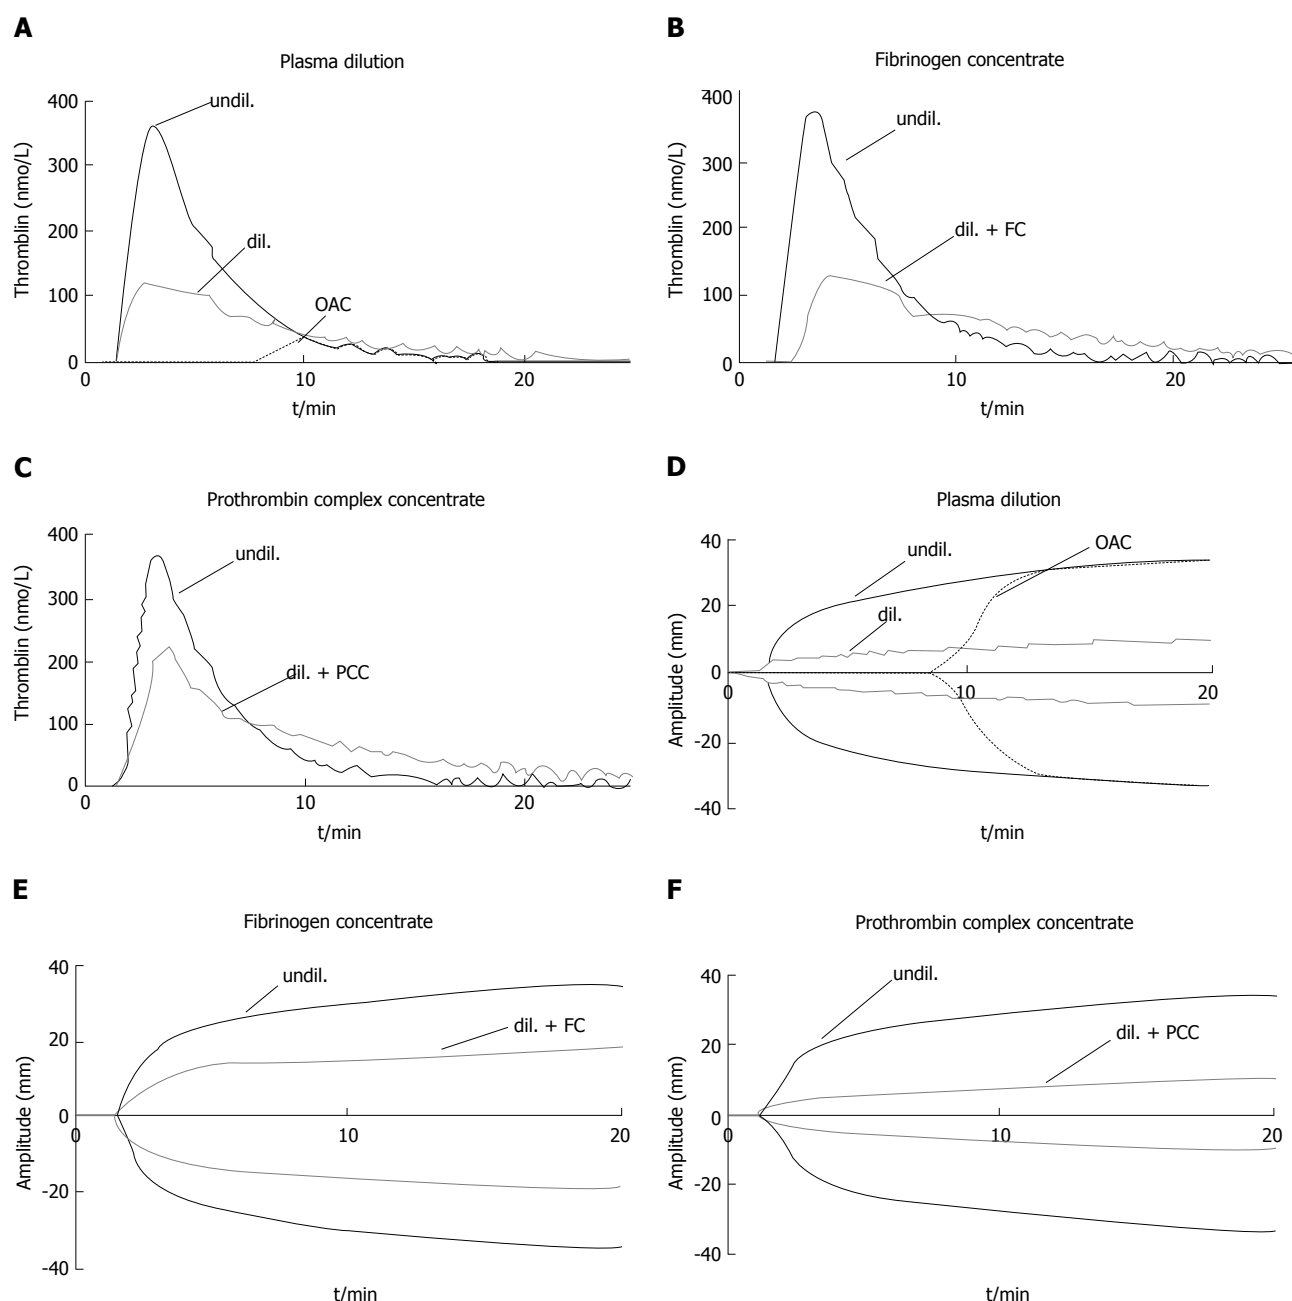 A
Plasma dilution
Thromblin (nmo/L)
400
300
200
100
0
undil.
dil.
OAC
0
10
20
t/min
B
Fibrinogen concentrate
Thromblin (nmo/L)
400
300
200
100
0
undil.
dil. + FC
0
10
20
t/min
C
Prothrombin complex concentrate
Thromblin (nmo/L)
400
300
200
100
0
undil.
dil. + PCC
0
10
20
t/min
D
Plasma dilution
Amplitude (mm)
40
20
0
-20
-40
undil.
OAC
dil.
0
10
20
t/min
E
Fibrinogen concentrate
Amplitude (mm)
40
20
0
-20
-40
undil.
dil. + FC
0
10
20
t/min
F
Prothrombin complex concentrate
Amplitude (mm)
40
20
0
-20
-40
undil.
dil. + PCC
0
10
20
t/min